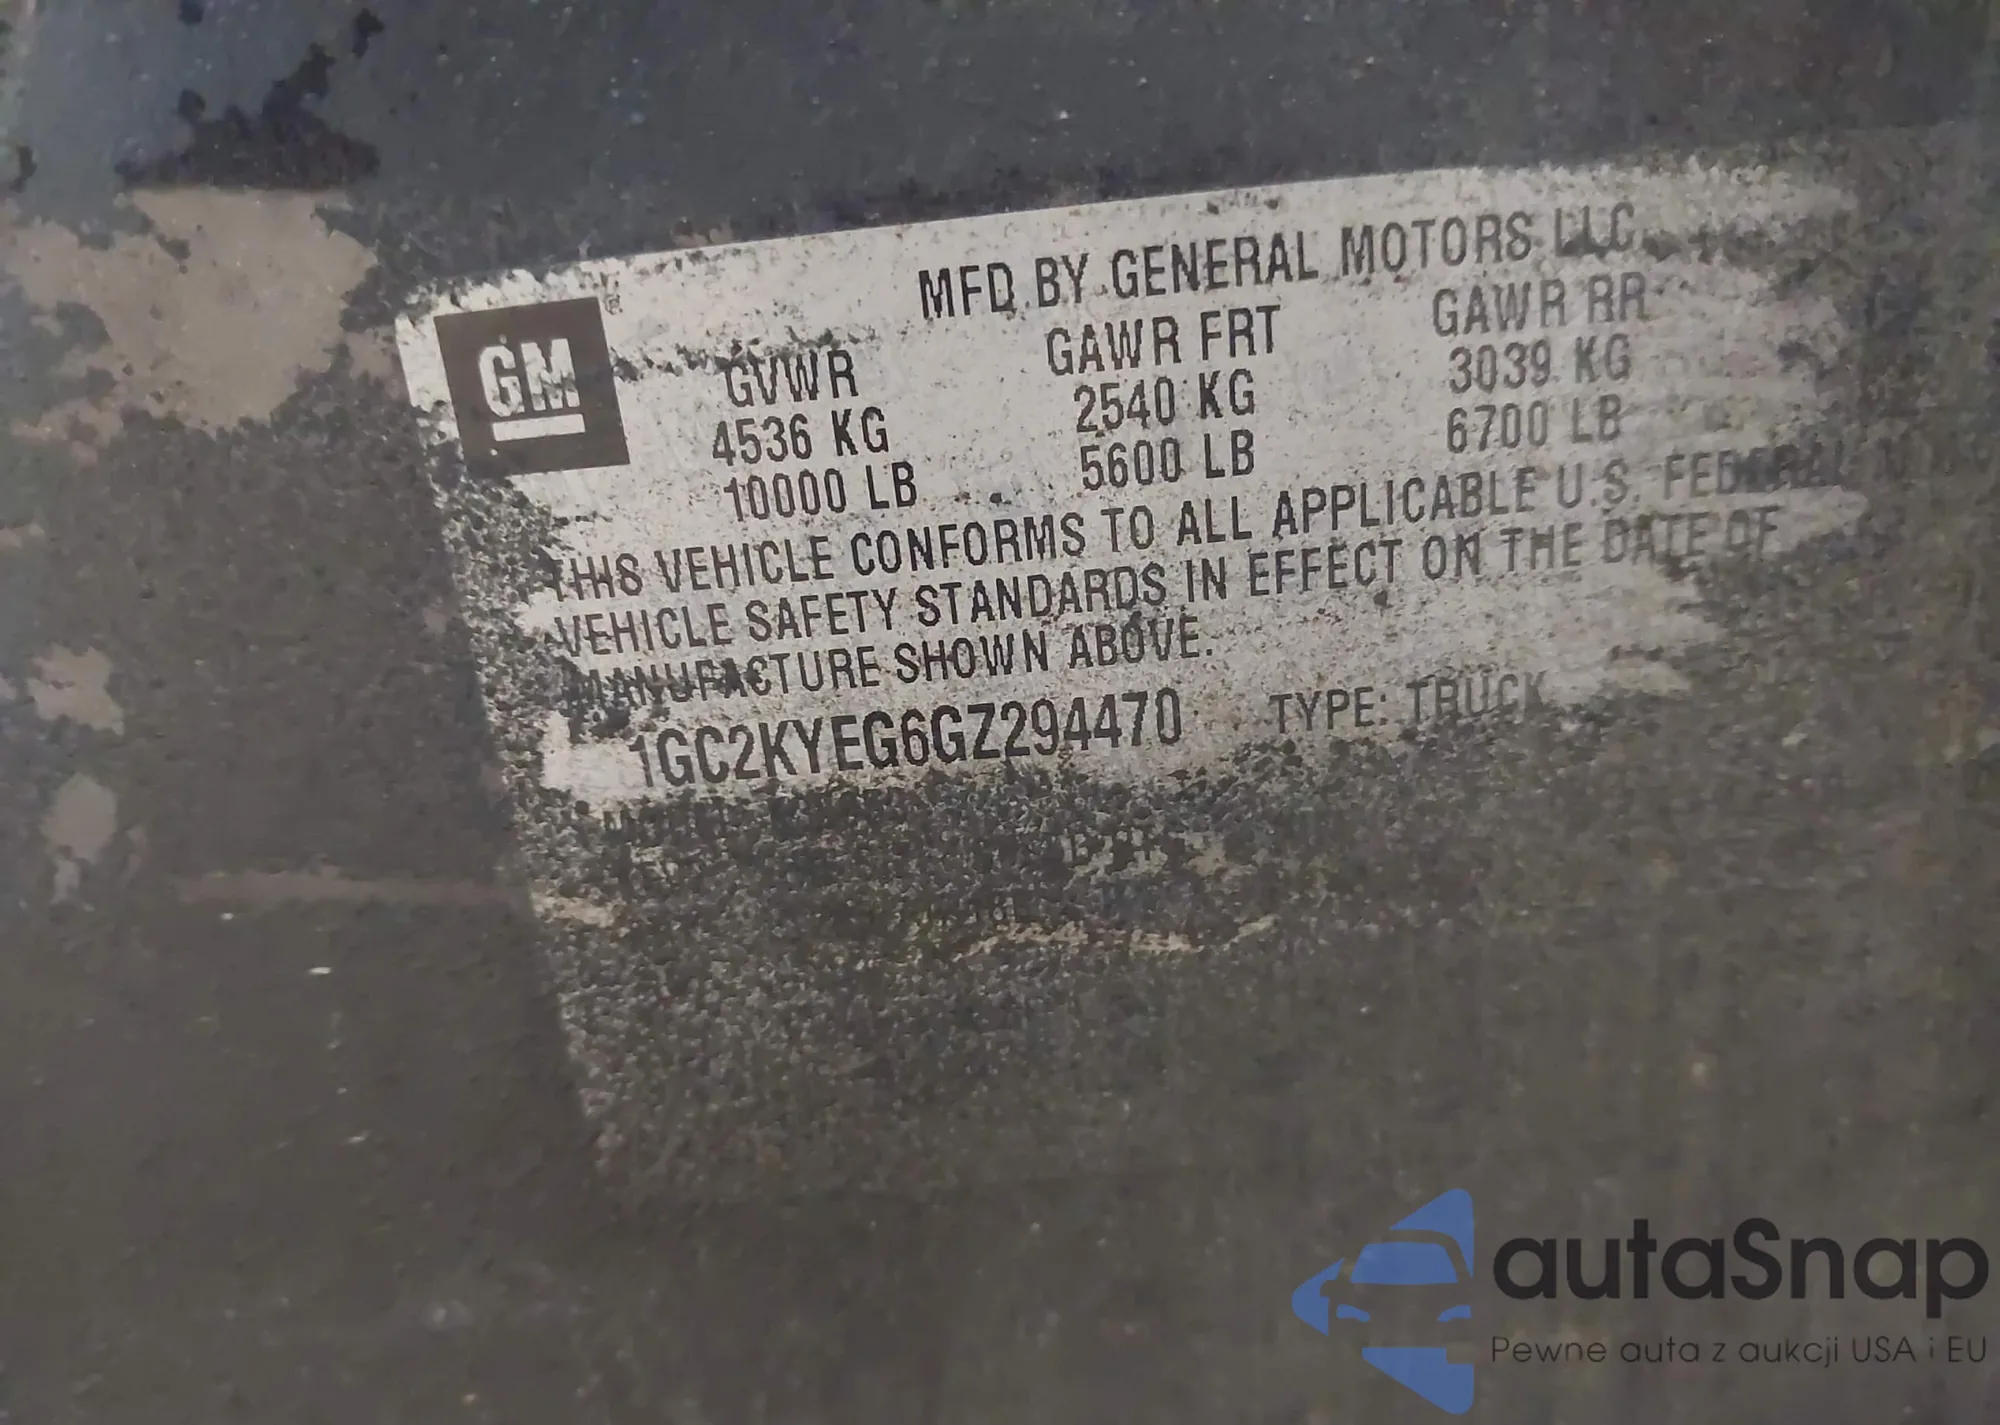 MFD BY GENERAL MOTORS LLC
GM ®
GVWR GAWR FRT GAWR RR
4536 KG 2540 KG 3039 KG
10000 LB 5600 LB 6700 LB
THIS VEHICLE CONFORMS TO ALL APPLICABLE U.S. FEDERAL
VEHICLE SAFETY STANDARDS IN EFFECT ON THE DATE OF
MANUFACTURE SHOWN ABOVE.
1GC2KYEG6GZ294470 TYPE: TRUCK
autaSnap
Pewne auta z aukcji USA i EU